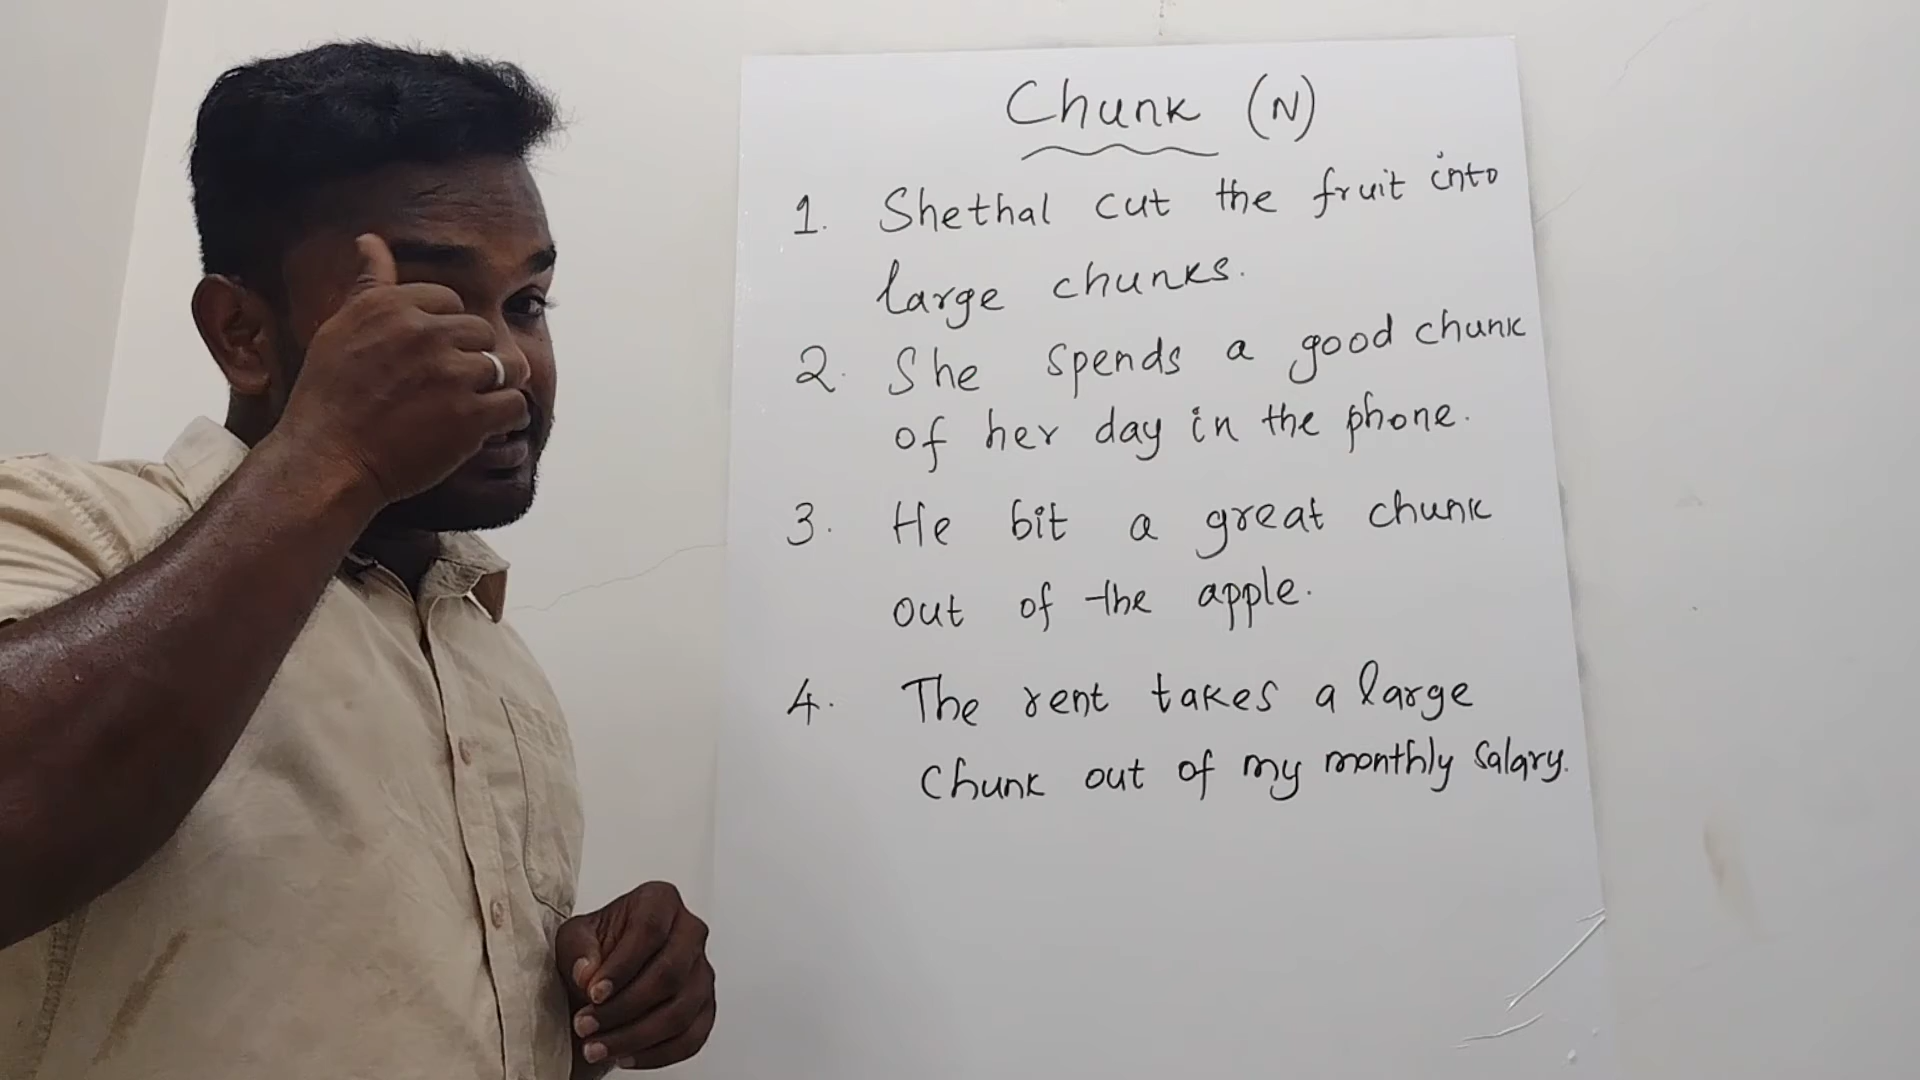 Chunk (N)
1. Shethal cut the fruit into
large chunks.
2. She spends a good chunk
of her day in the phone.
3. He bit a great chunk
out of the apple.
4. The rent takes a large
Chunk out of my monthly salary.